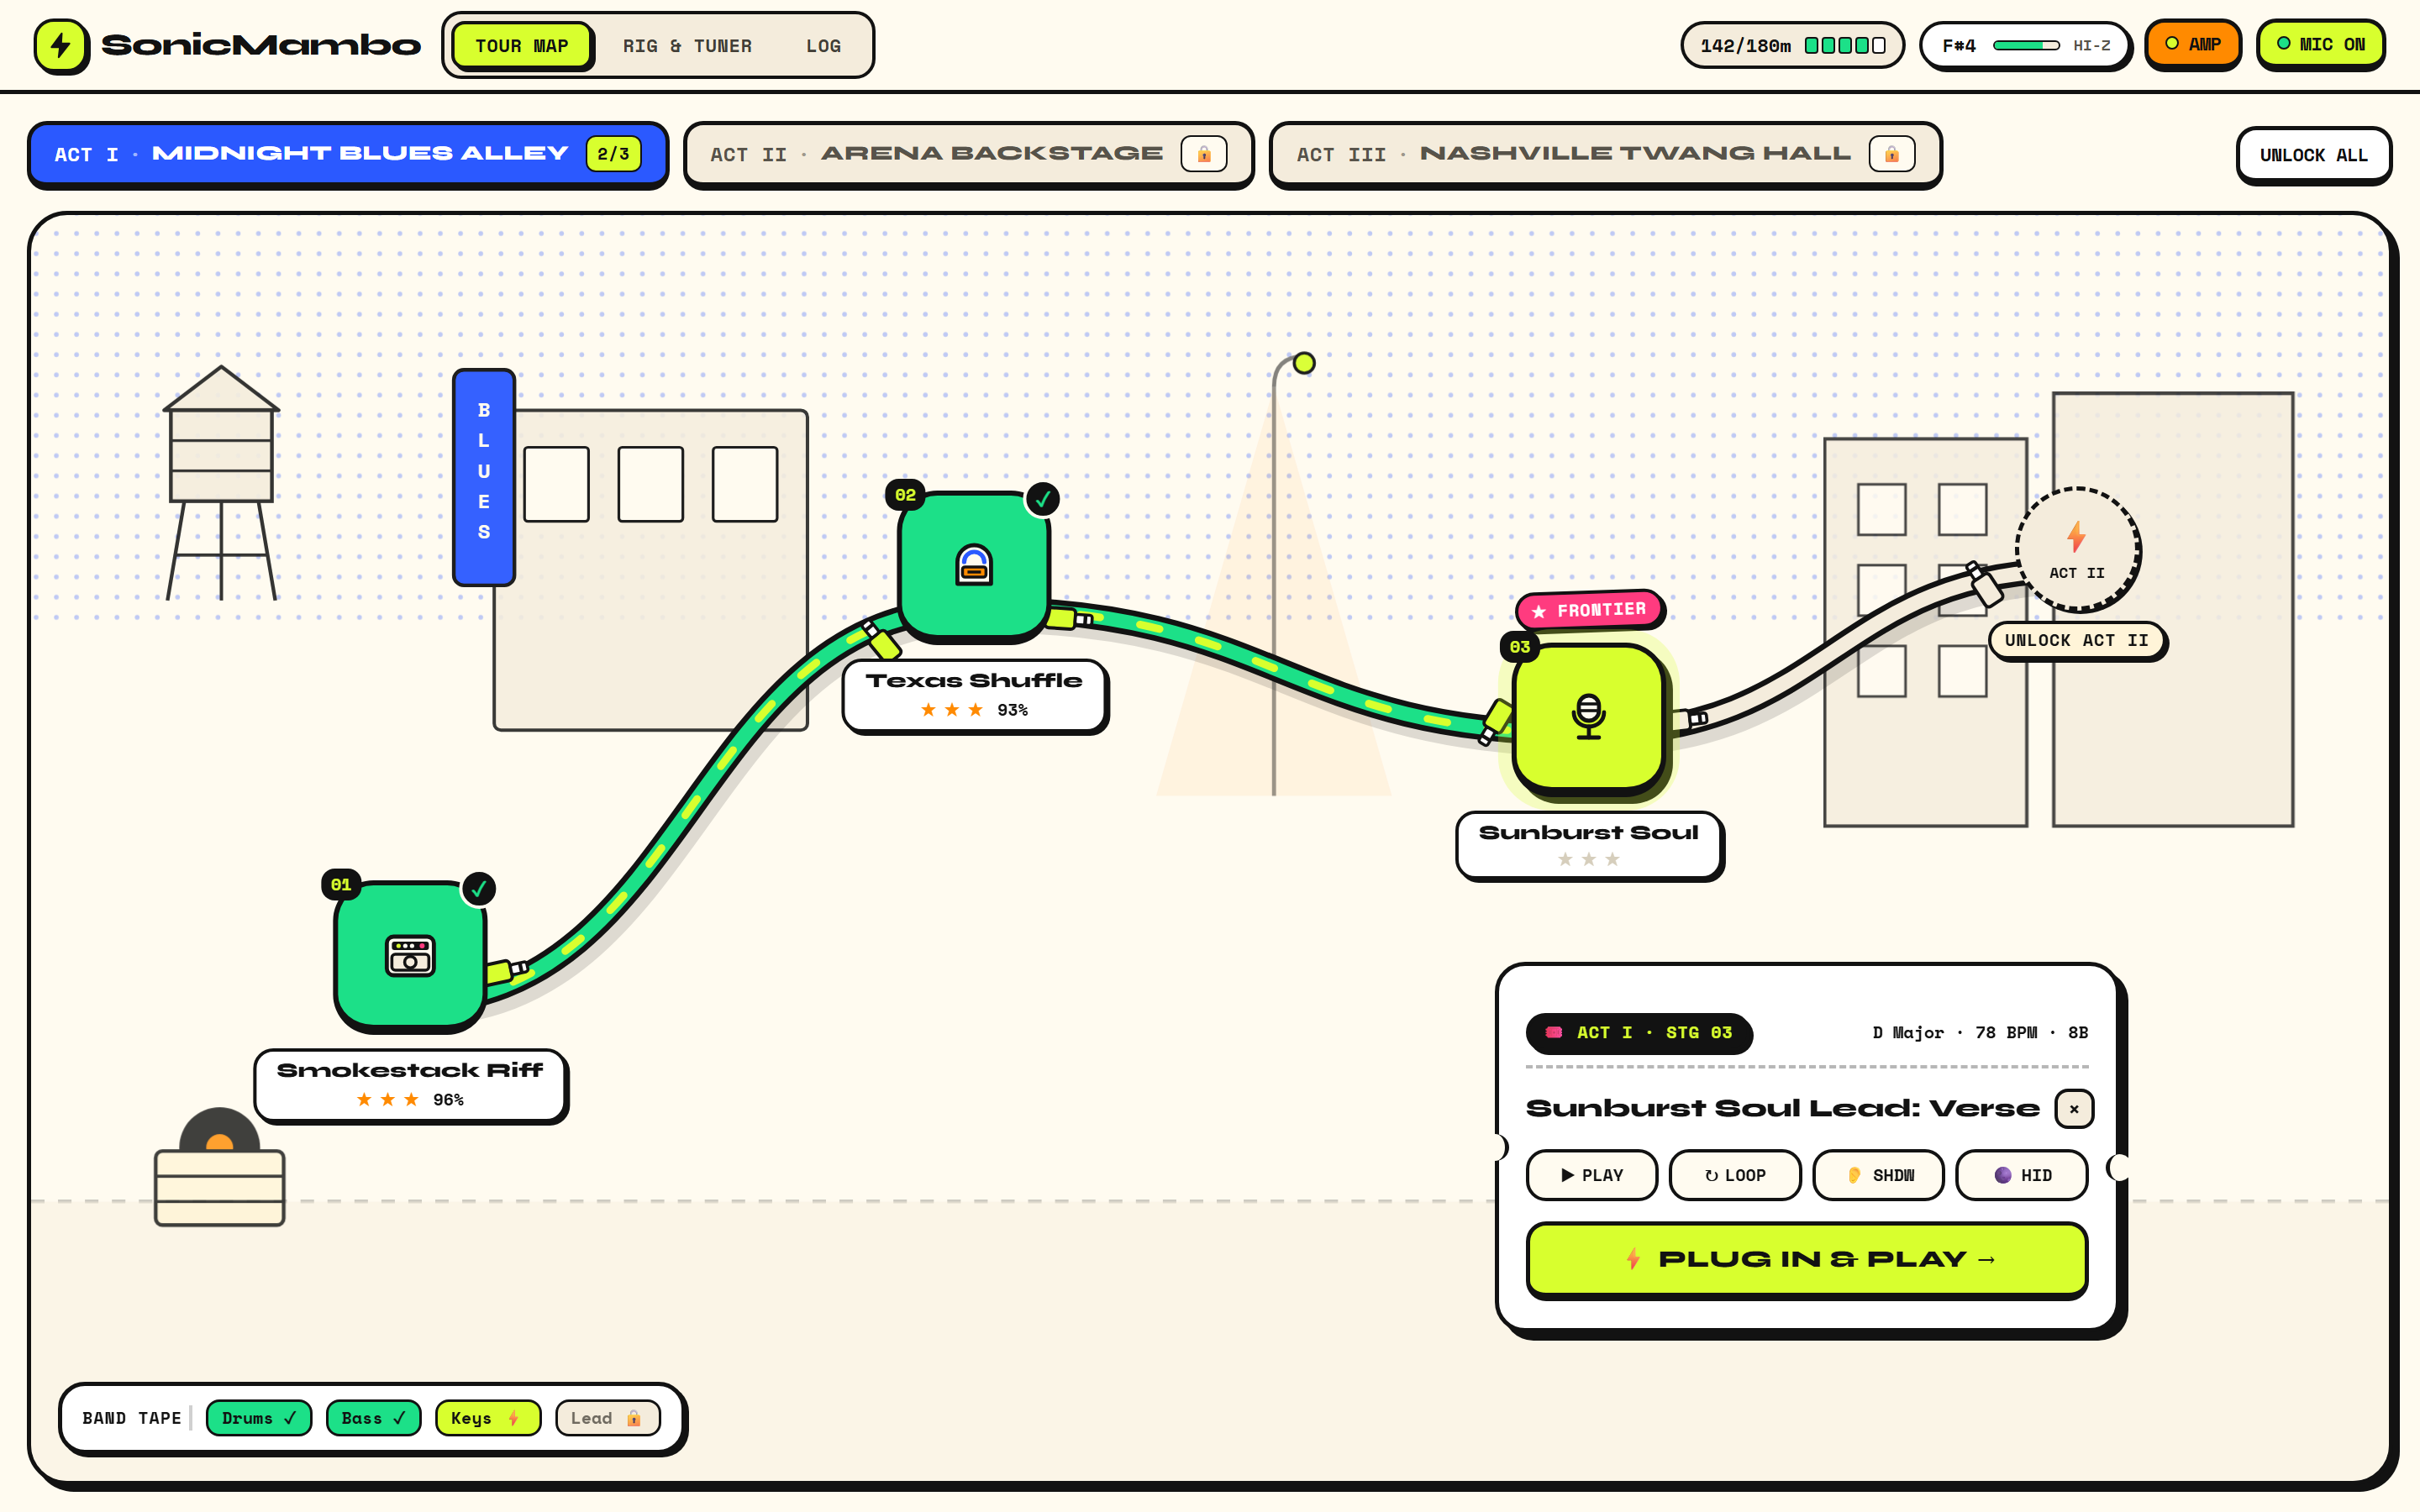 SonicMambo
TOUR MAP
RIG & TUNER
LOG
142/180m
F#4
HI-Z
AMP
MIC ON
ACT I · MIDNIGHT BLUES ALLEY 2/3
ACT II · ARENA BACKSTAGE
ACT III · NASHVILLE TWANG HALL
UNLOCK ALL
B
L
U
E
S
02
Texas Shuffle
★ ★ ★ 93%
★ FRONTIER
03
Sunburst Soul
★ ★ ★
ACT II
UNLOCK ACT II
01
Smokestack Riff
★ ★ ★ 96%
ACT I · STG 03
D Major · 78 BPM · 8B
Sunburst Soul Lead: Verse
×
▶ PLAY
↻ LOOP
👂 SHDW
🟣 HID
⚡ PLUG IN & PLAY →
BAND TAPE
Drums ✓
Bass ✓
Keys ⚡
Lead 🔒